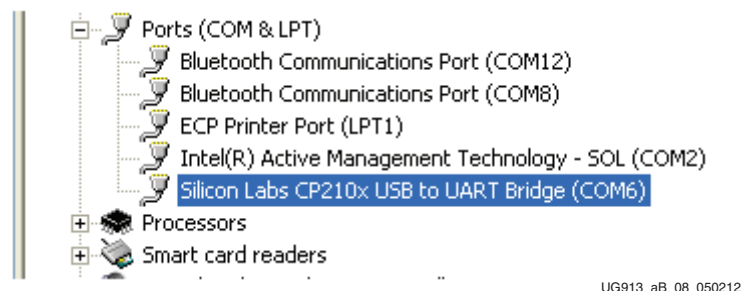 Ports (COM & LPT)
Bluetooth Communications Port (COM12)
Bluetooth Communications Port (COM8)
ECP Printer Port (LPT1)
Intel(R) Active Management Technology - SOL (COM2)
Silicon Labs CP210x USB to UART Bridge (COM6)
Processors
Smart card readers
UG913_aB_08_050212